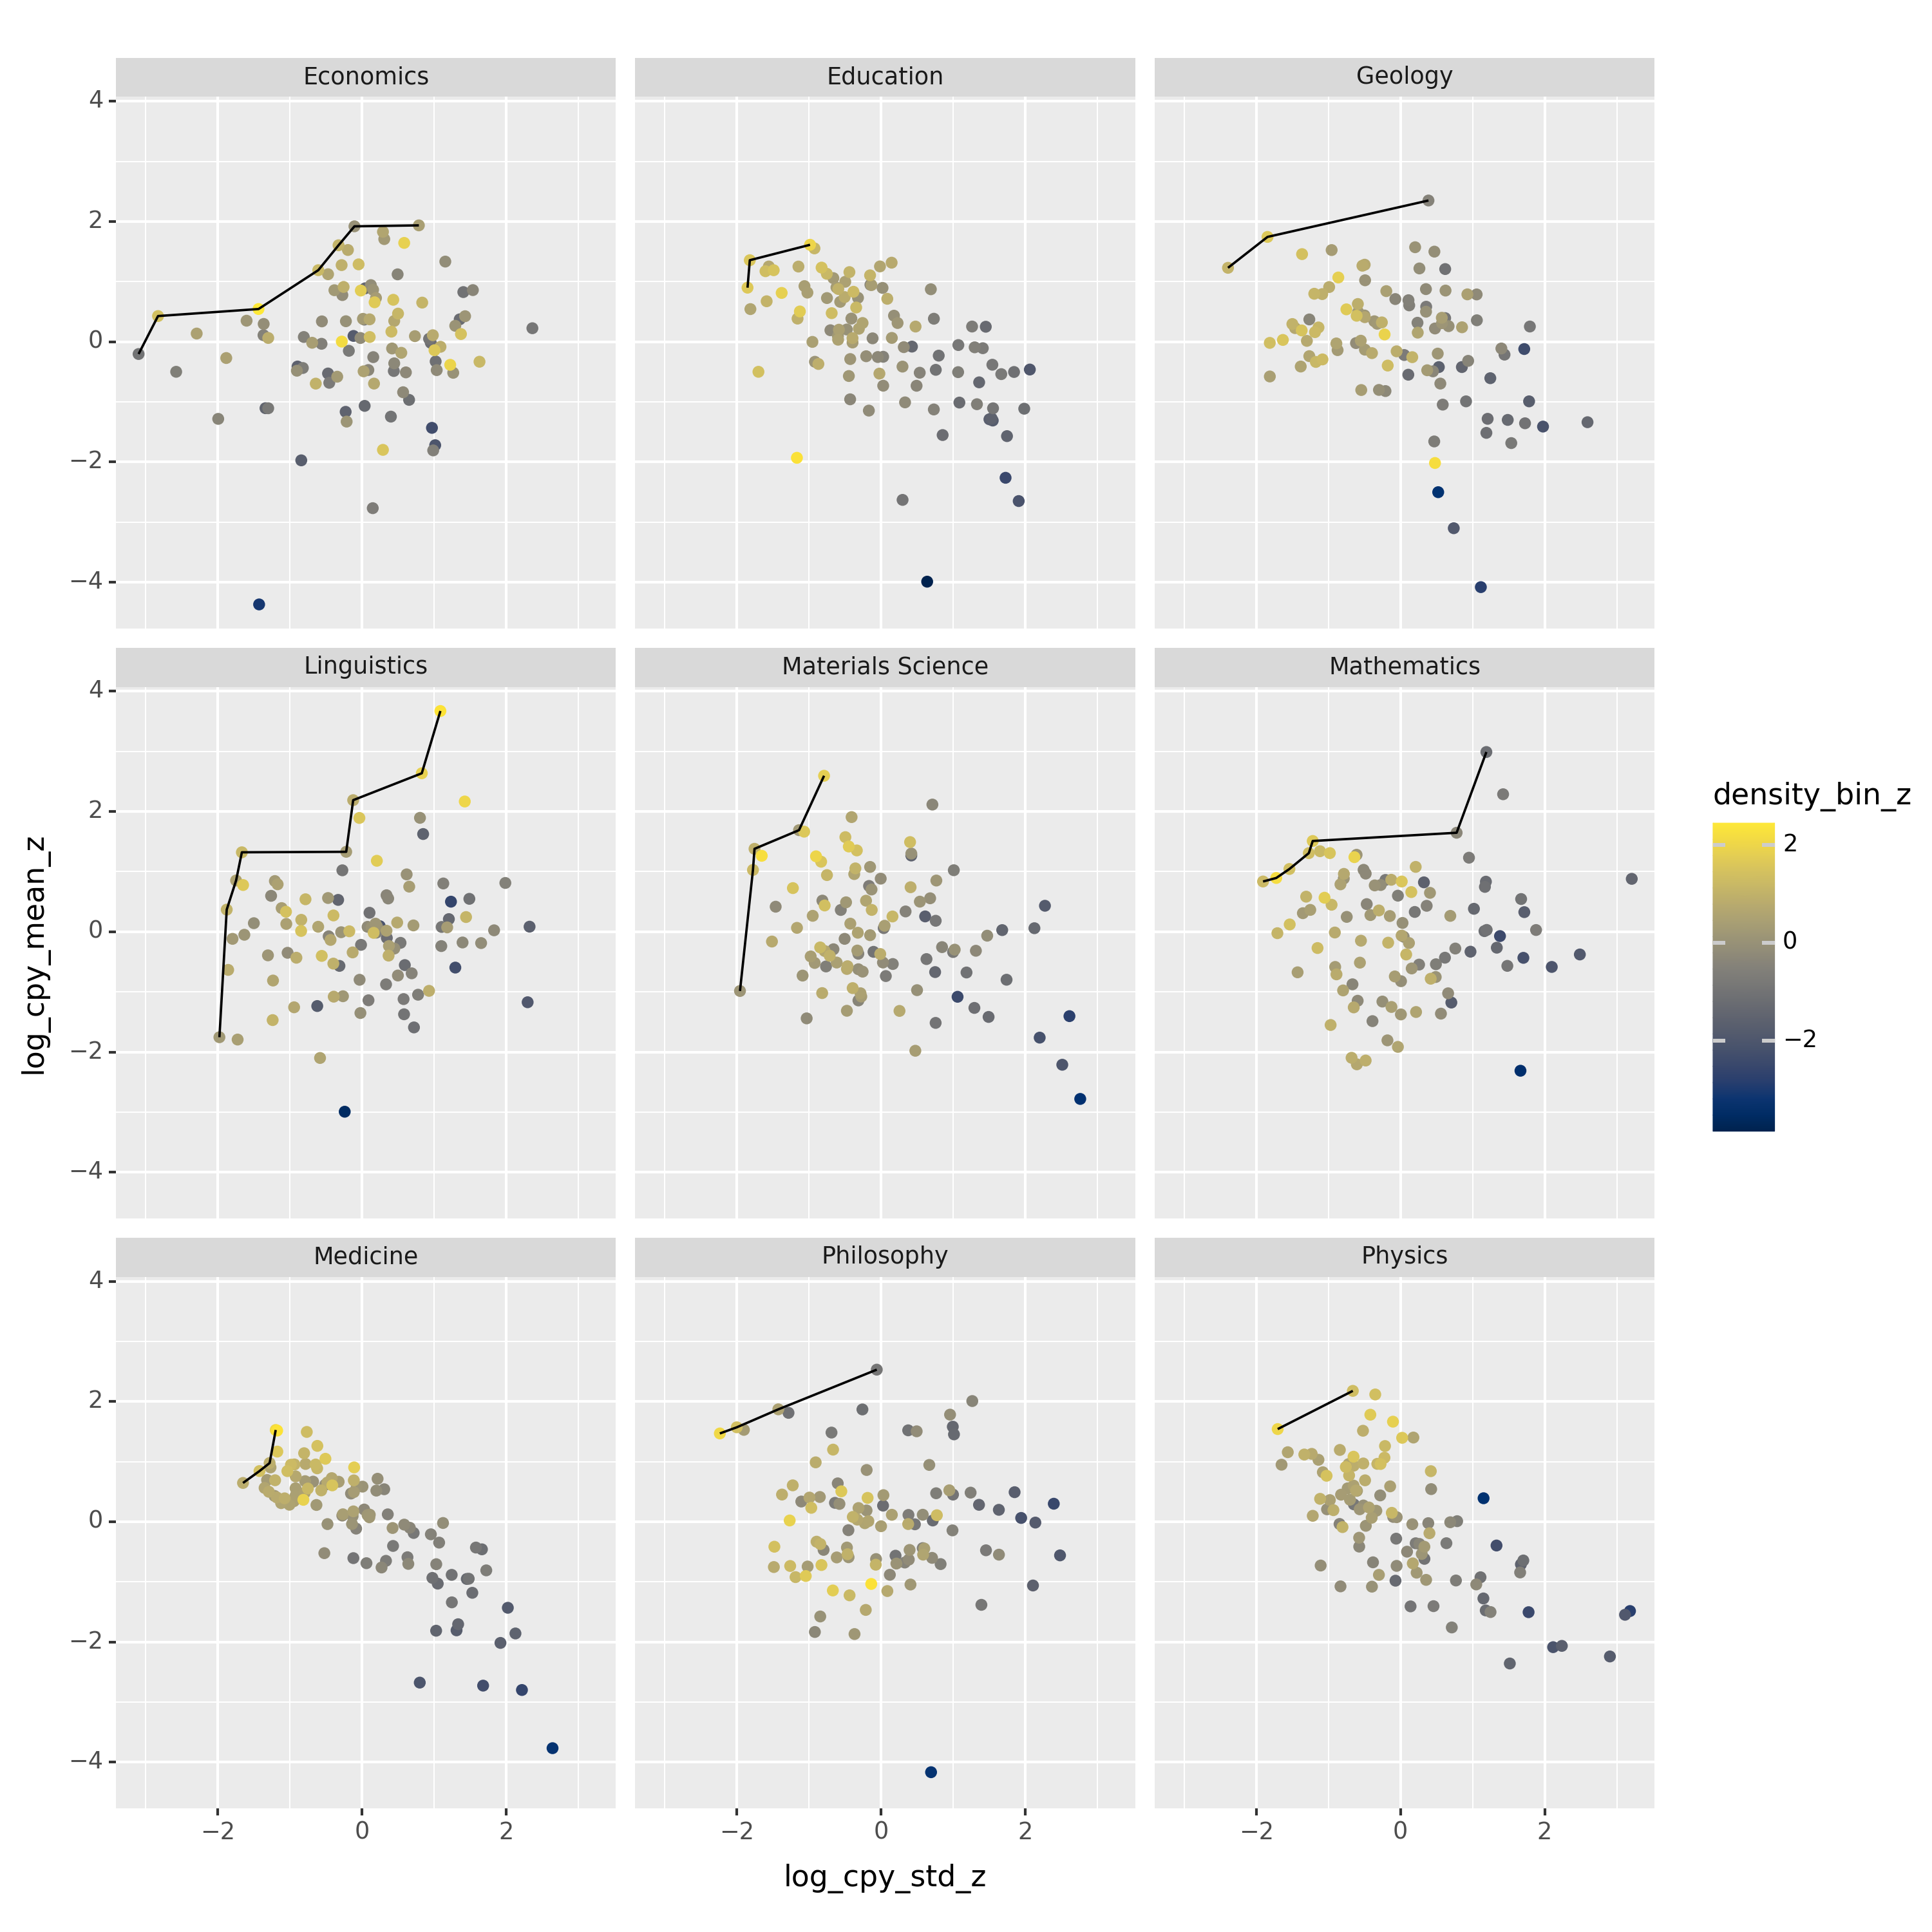 Economics
Education
Geology
4
2
0
−2
−4
Linguistics
Materials Science
Mathematics
4
2
0
−2
−4
Medicine
Philosophy
Physics
4
2
0
−2
−4
−2 0 2
−2 0 2
−2 0 2
log_cpy_std_z
log_cpy_mean_z
density_bin_z
2
0
−2